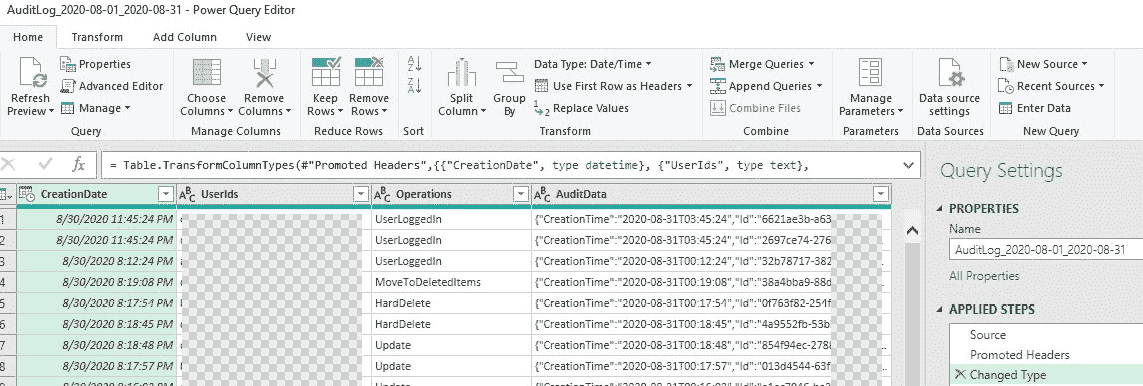 AuditLog_2020-08-01_2020-08-31 - Power Query Editor
Home Transform Add Column View
Refresh Preview
Properties
Advanced Editor
Manage
Query
Choose Columns
Remove Columns
Manage Columns
Keep Rows
Remove Rows
Reduce Rows
Sort
Split Column
Group By
Data Type: Date/Time
Use First Row as Headers
Replace Values
Transform
Merge Queries
Append Queries
Combine Files
Combine
Manage Parameters
Parameters
Data source settings
Data Sources
New Source
Recent Sources
Enter Data
New Query
= Table.TransformColumnTypes(#"Promoted Headers",{{"CreationDate", type datetime}, {"UserIds", type text},
CreationDate UserIds Operations AuditData
1 8/30/2020 11:45:24 PM UserLoggedIn {"CreationTime":"2020-08-31T03:45:24","Id":"6621ae3b-a63
2 8/30/2020 11:45:24 PM UserLoggedIn {"CreationTime":"2020-08-31T03:45:24","Id":"2697ce74-276
3 8/30/2020 8:12:24 PM UserLoggedIn {"CreationTime":"2020-08-31T00:12:24","Id":"32b78717-382
4 8/30/2020 8:19:08 PM MoveToDeletedItems {"CreationTime":"2020-08-31T00:19:08","Id":"38a4bba9-88d
5 8/30/2020 8:17:54 PM HardDelete {"CreationTime":"2020-08-31T00:17:54","Id":"0f763f82-254f
6 8/30/2020 8:18:45 PM HardDelete {"CreationTime":"2020-08-31T00:18:45","Id":"4a9552fb-53b
7 8/30/2020 8:18:48 PM Update {"CreationTime":"2020-08-31T00:18:48","Id":"854f94ec-278
8 8/30/2020 8:17:57 PM Update {"CreationTime":"2020-08-31T00:17:57","Id":"013d4544-63f
Query Settings
PROPERTIES
Name
AuditLog_2020-08-01_2020-08-31
All Properties
APPLIED STEPS
Source
Promoted Headers
Changed Type